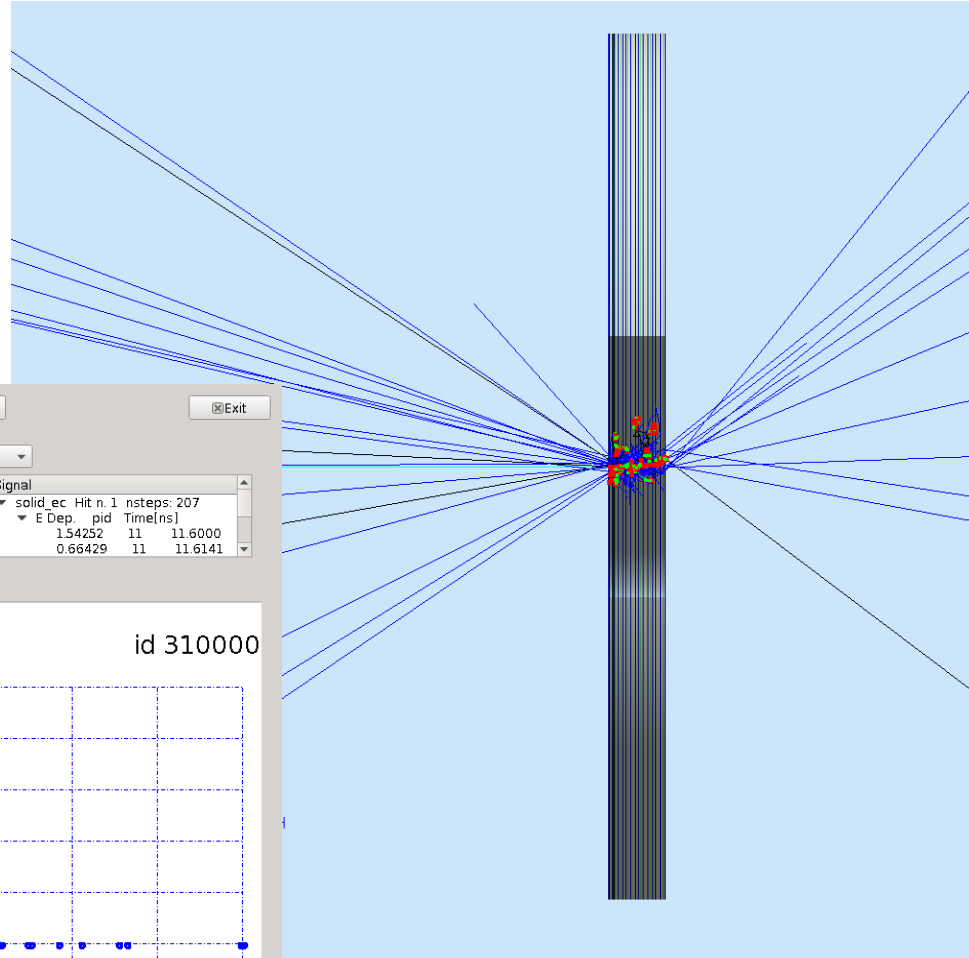 Exit
Signal
solid_ec Hit n. 1 nsteps: 207
E Dep. pid Time[ns]
1.54252 11 11.6000
0.66429 11 11.6141
id 310000